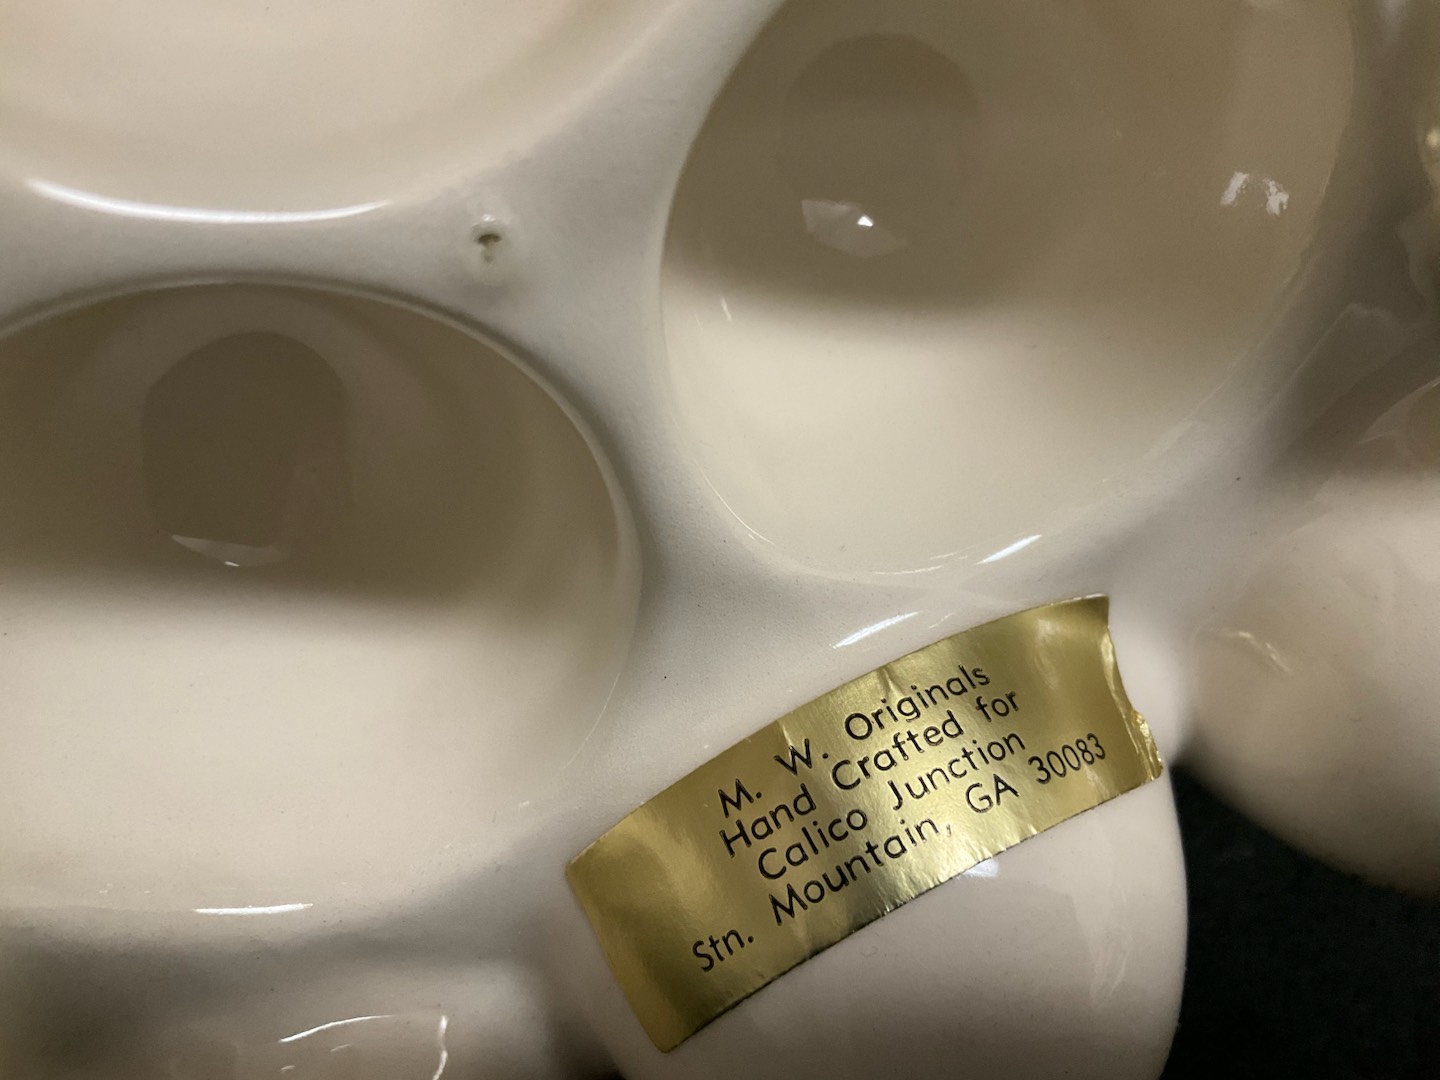 M. W. Originals
Hand Crafted for
Calico Junction
Stn. Mountain, GA 30083